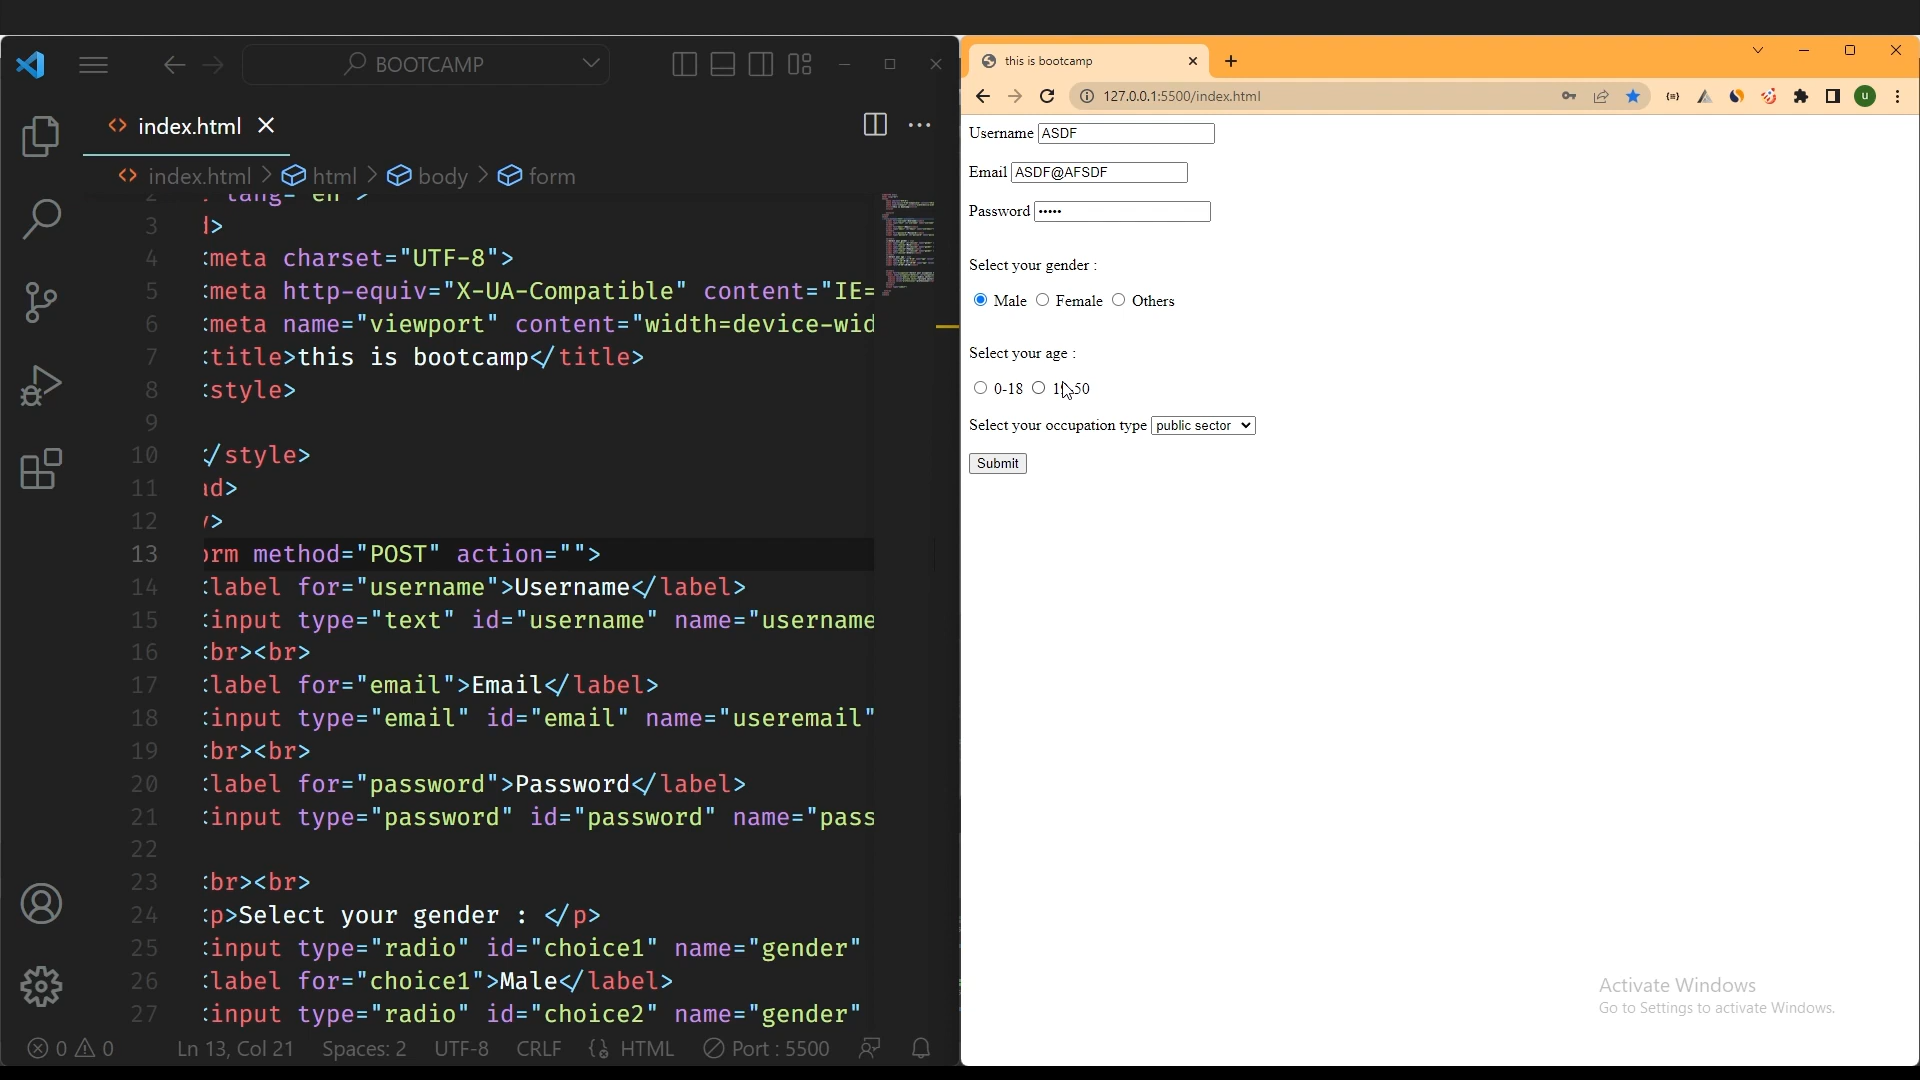 BOOTCAMP
index.html
index.html > html > body > form
2 lang="en">
3 d>
4 <meta charset="UTF-8">
5 <meta http-equiv="X-UA-Compatible" content="IE=
6 <meta name="viewport" content="width=device-wid
7 <title>this is bootcamp</title>
8 <style>
9
10 </style>
11 ad>
12 y>
13 orm method="POST" action="">
14 <label for="username">Username</label>
15 <input type="text" id="username" name="username
16 <br><br>
17 <label for="email">Email</label>
18 <input type="email" id="email" name="useremail"
19 <br><br>
20 <label for="password">Password</label>
21 <input type="password" id="password" name="pass
22
23 <br><br>
24 <p>Select your gender : </p>
25 <input type="radio" id="choice1" name="gender"
26 <label for="choice1">Male</label>
27 <input type="radio" id="choice2" name="gender"
0 0 Ln 13, Col 21 Spaces: 2 UTF-8 CRLF HTML Port : 5500
this is bootcamp
127.0.0.1:5500/index.html
U
Username ASDF
Email ASDF@AFSDF
Password •••••
Select your gender :
Male Female Others
Select your age :
0-18
Select your occupation type public sector
Submit
Activate Windows
Go to Settings to activate Windows.